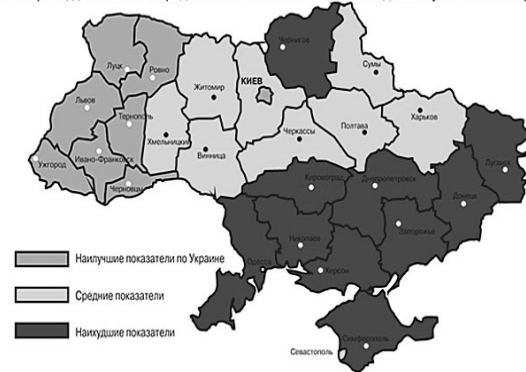 Чернигов
Луцк
Ровно
Сумы
Житомир
КИЕВ
Львов
Тернополь
Хмельницкий
Полтава
Харьков
Черкассы
Винница
Ужгород
Ивано-Франковск
Черновцы
Кировоград
Днепропетровск
Луганск
Донецк
Запорожье
Николаев
Одесса
Херсон
Симферополь
Севастополь
Наилучшие показатели по Украине
Средние показатели
Наихудшие показатели